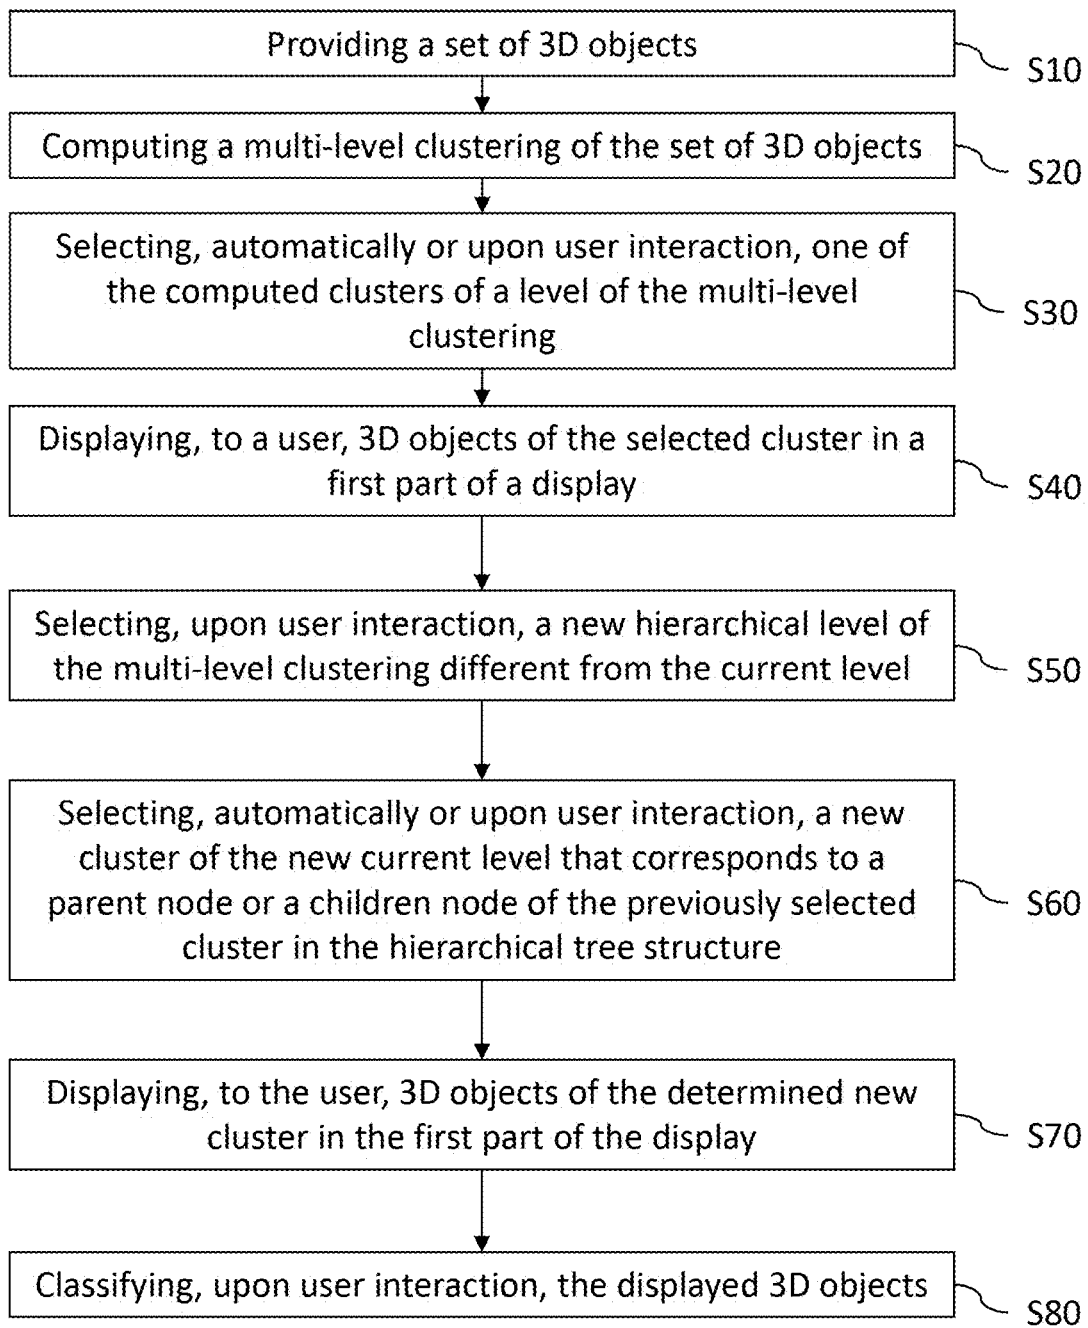 Providing a set of 3D objects
S10
Computing a multi-level clustering of the set of 3D objects
S20
Selecting, automatically or upon user interaction, one of
the computed clusters of a level of the multi-level
clustering
S30
Displaying, to a user, 3D objects of the selected cluster in a
first part of a display
S40
Selecting, upon user interaction, a new hierarchical level of
the multi-level clustering different from the current level
S50
Selecting, automatically or upon user interaction, a new
cluster of the new current level that corresponds to a
parent node or a children node of the previously selected
cluster in the hierarchical tree structure
S60
Displaying, to the user, 3D objects of the determined new
cluster in the first part of the display
S70
Classifying, upon user interaction, the displayed 3D objects
S80